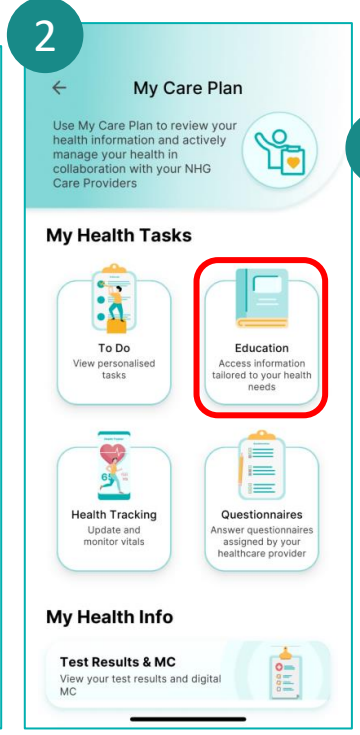 2
My Care Plan
Use My Care Plan to review your
health information and actively
manage your health in
collaboration with your NHG
Care Providers
My Health Tasks
To Do
View personalised
tasks
Education
Access information
tailored to your health
needs
Health Tracking
Update and
monitor vitals
Questionnaires
Answer questionnaires
assigned by your
healthcare provider
My Health Info
Test Results & MC
View your test results and digital
MC